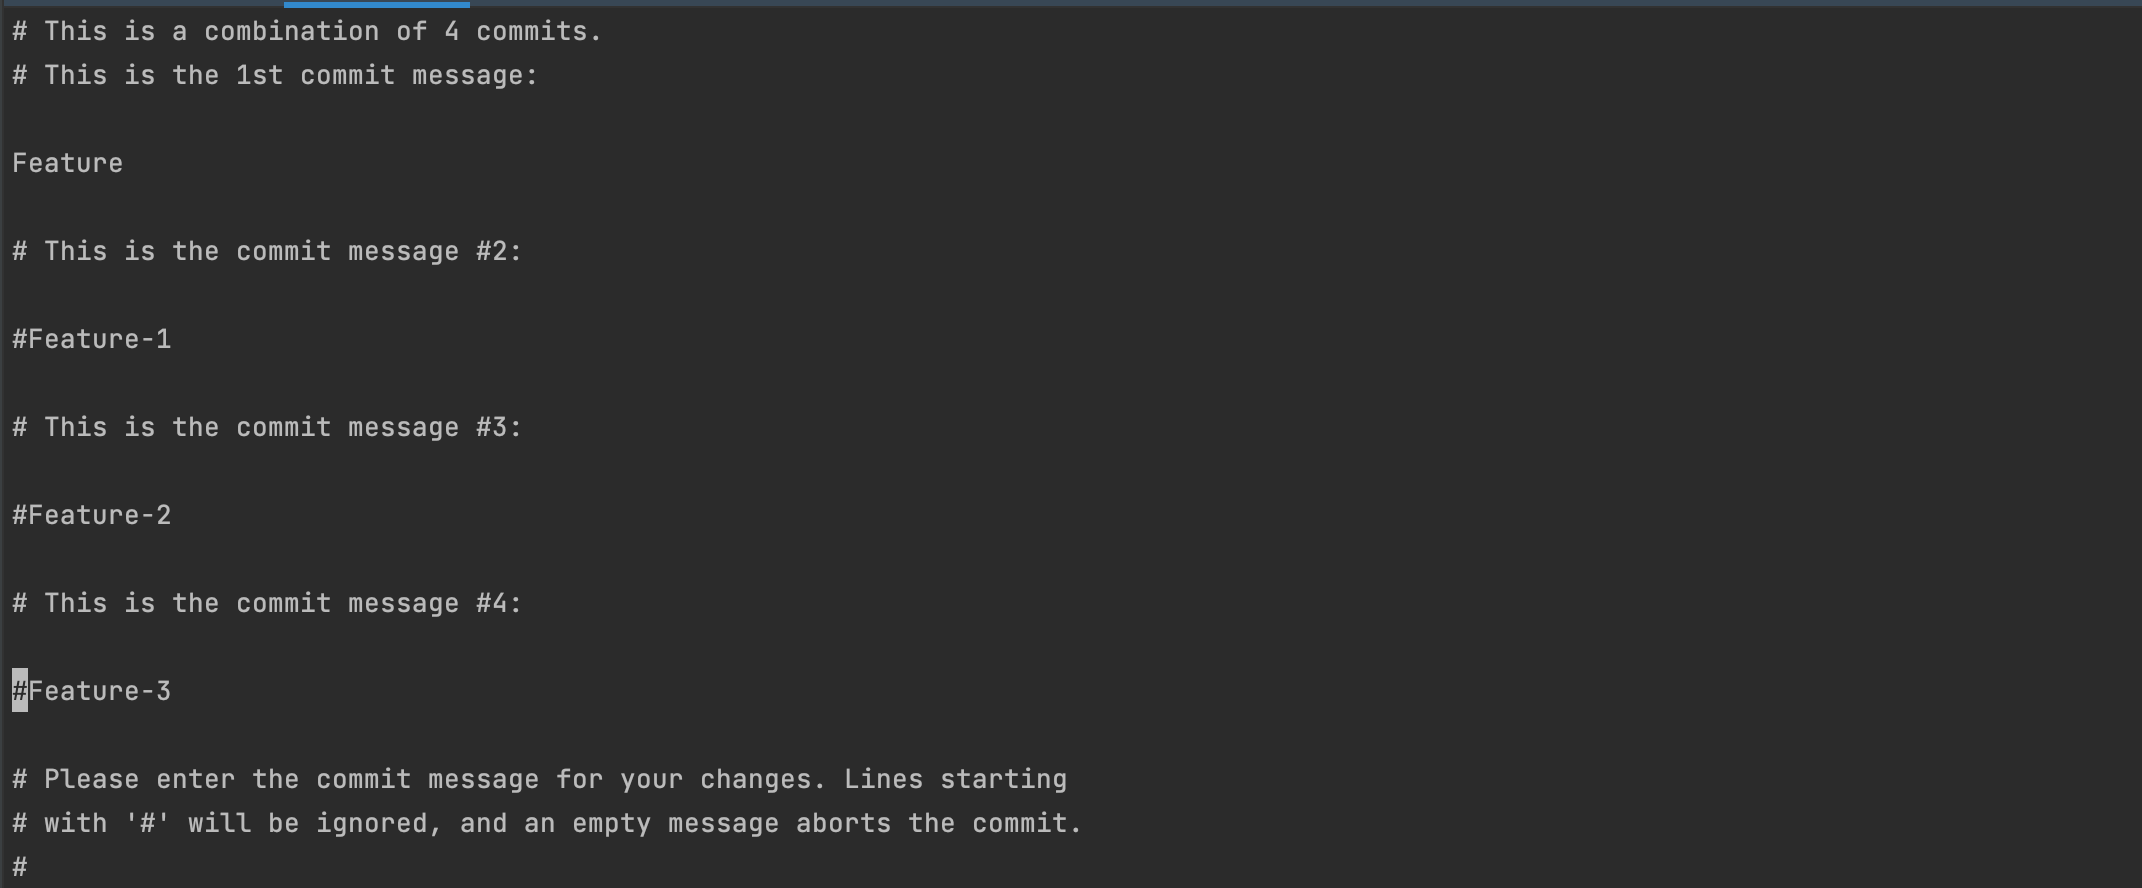 # This is a combination of 4 commits.
# This is the 1st commit message:
Feature
# This is the commit message #2:
#Feature-1
# This is the commit message #3:
#Feature-2
# This is the commit message #4:
#Feature-3
# Please enter the commit message for your changes. Lines starting
# with '#' will be ignored, and an empty message aborts the commit.
#